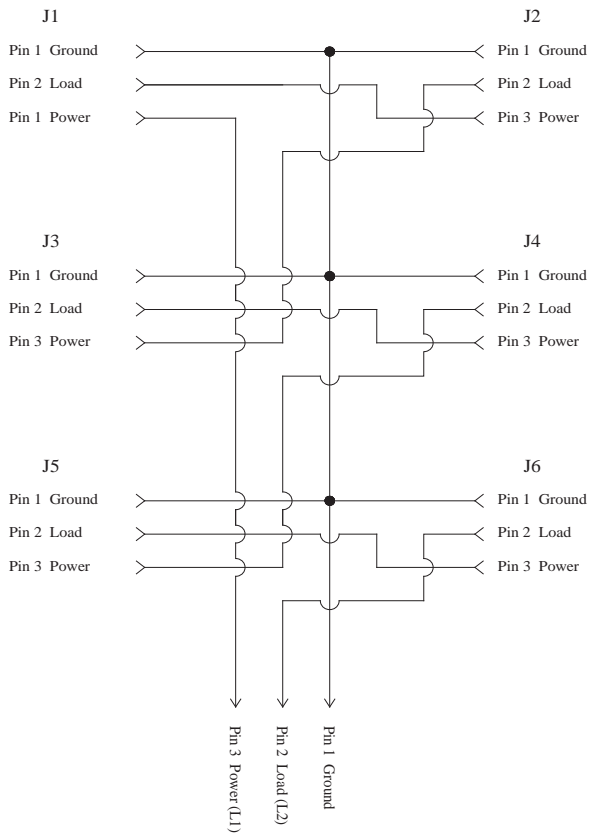 J1 J2
Pin 1 Ground Pin 1 Ground
Pin 2 Load Pin 2 Load
Pin 1 Power Pin 3 Power
J3 J4
Pin 1 Ground Pin 1 Ground
Pin 2 Load Pin 2 Load
Pin 3 Power Pin 3 Power
J5 J6
Pin 1 Ground Pin 1 Ground
Pin 2 Load Pin 2 Load
Pin 3 Power Pin 3 Power
Pin 3 Power (L1)
Pin 2 Load (L2)
Pin 1 Ground